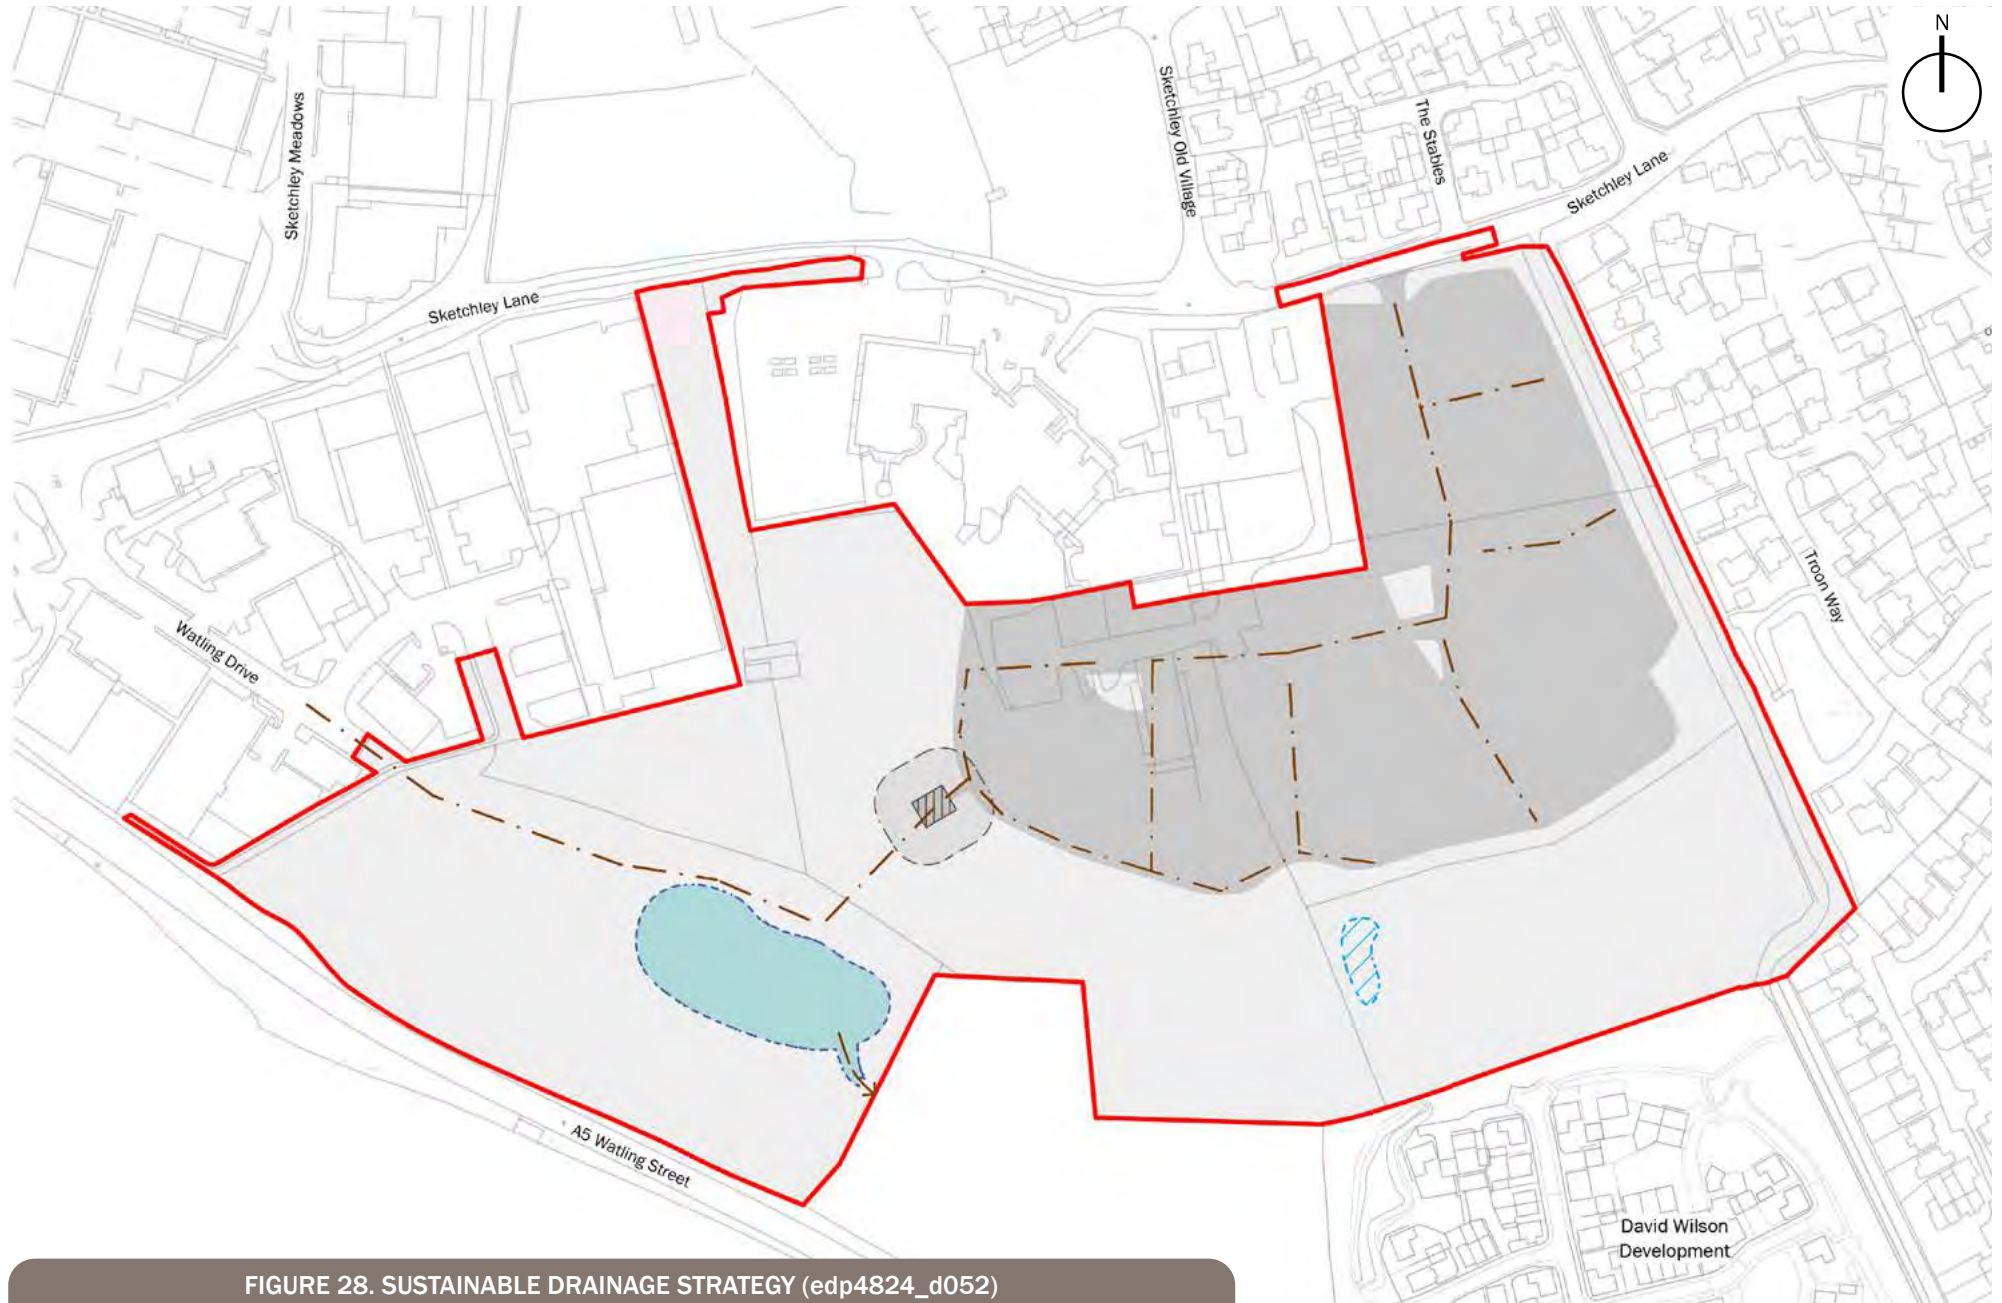 N
Sketchley Meadows
Sketchley Old Village
The Stables
Sketchley Lane
Sketchley Lane
Troon Way
Watling Drive
A5 Watling Street
David Wilson
Development
FIGURE 28. SUSTAINABLE DRAINAGE STRATEGY (edp4824_d052)